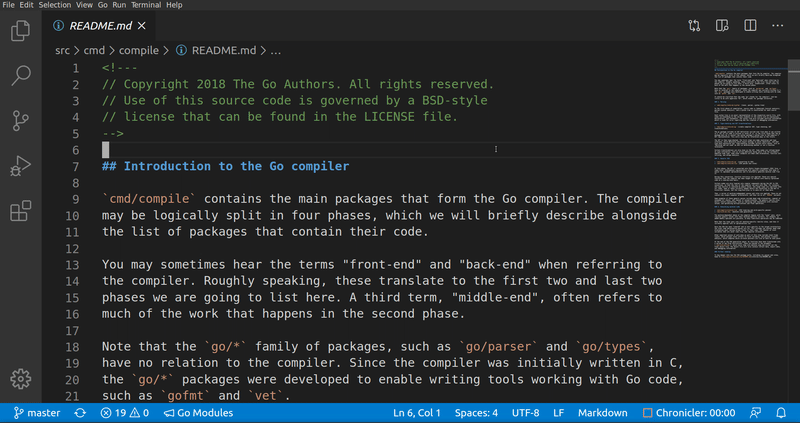 File Edit Selection View Go Run Terminal Help
README.md
src > cmd > compile > README.md > ...
1 <!---
2 // Copyright 2018 The Go Authors. All rights reserved.
3 // Use of this source code is governed by a BSD-style
4 // license that can be found in the LICENSE file.
5 -->
6
7 ## Introduction to the Go compiler
8
9 `cmd/compile` contains the main packages that form the Go compiler. The compiler
10 may be logically split in four phases, which we will briefly describe alongside
11 the list of packages that contain their code.
12
13 You may sometimes hear the terms "front-end" and "back-end" when referring to
14 the compiler. Roughly speaking, these translate to the first two and last two
15 phases we are going to list here. A third term, "middle-end", often refers to
16 much of the work that happens in the second phase.
17
18 Note that the `go/*` family of packages, such as `go/parser` and `go/types`,
19 have no relation to the compiler. Since the compiler was initially written in C,
20 the `go/*` packages were developed to enable writing tools working with Go code,
21 such as `gofmt` and `vet`.
master 19 0 Go Modules Ln 6, Col 1 Spaces: 4 UTF-8 LF Markdown Chronicler: 00:00